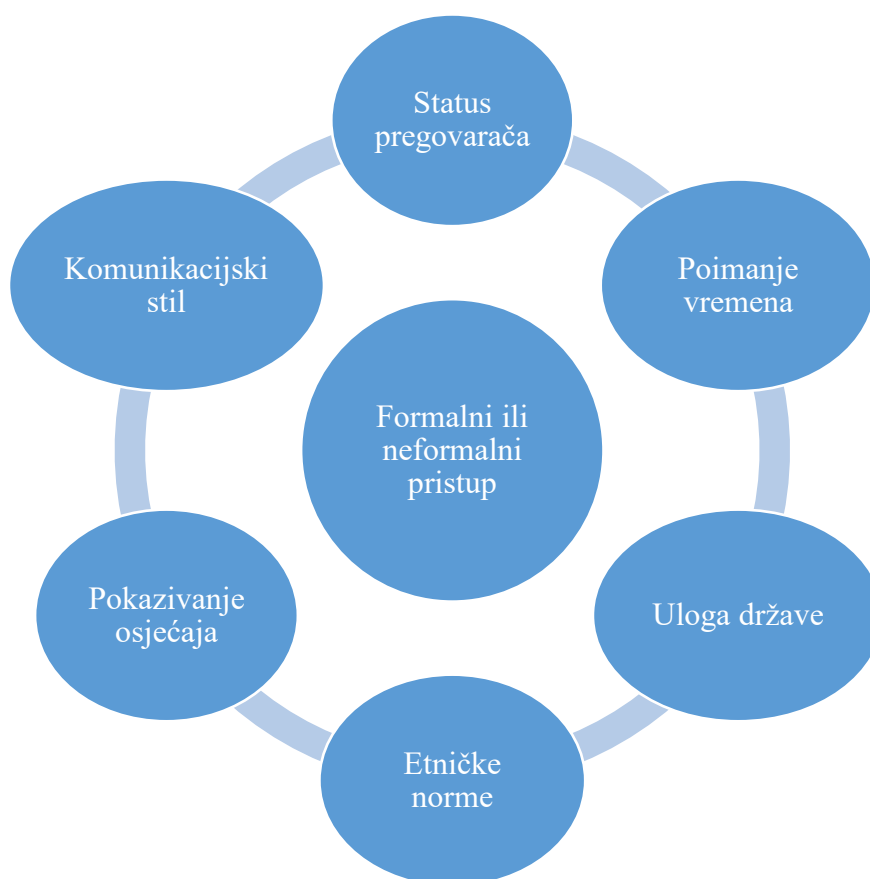 Status
pregovarača
Komunikacijski
stil
Poimanje
vremena
Formalni ili
neformalni
pristup
Pokazivanje
osjećaja
Uloga države
Etničke
norme